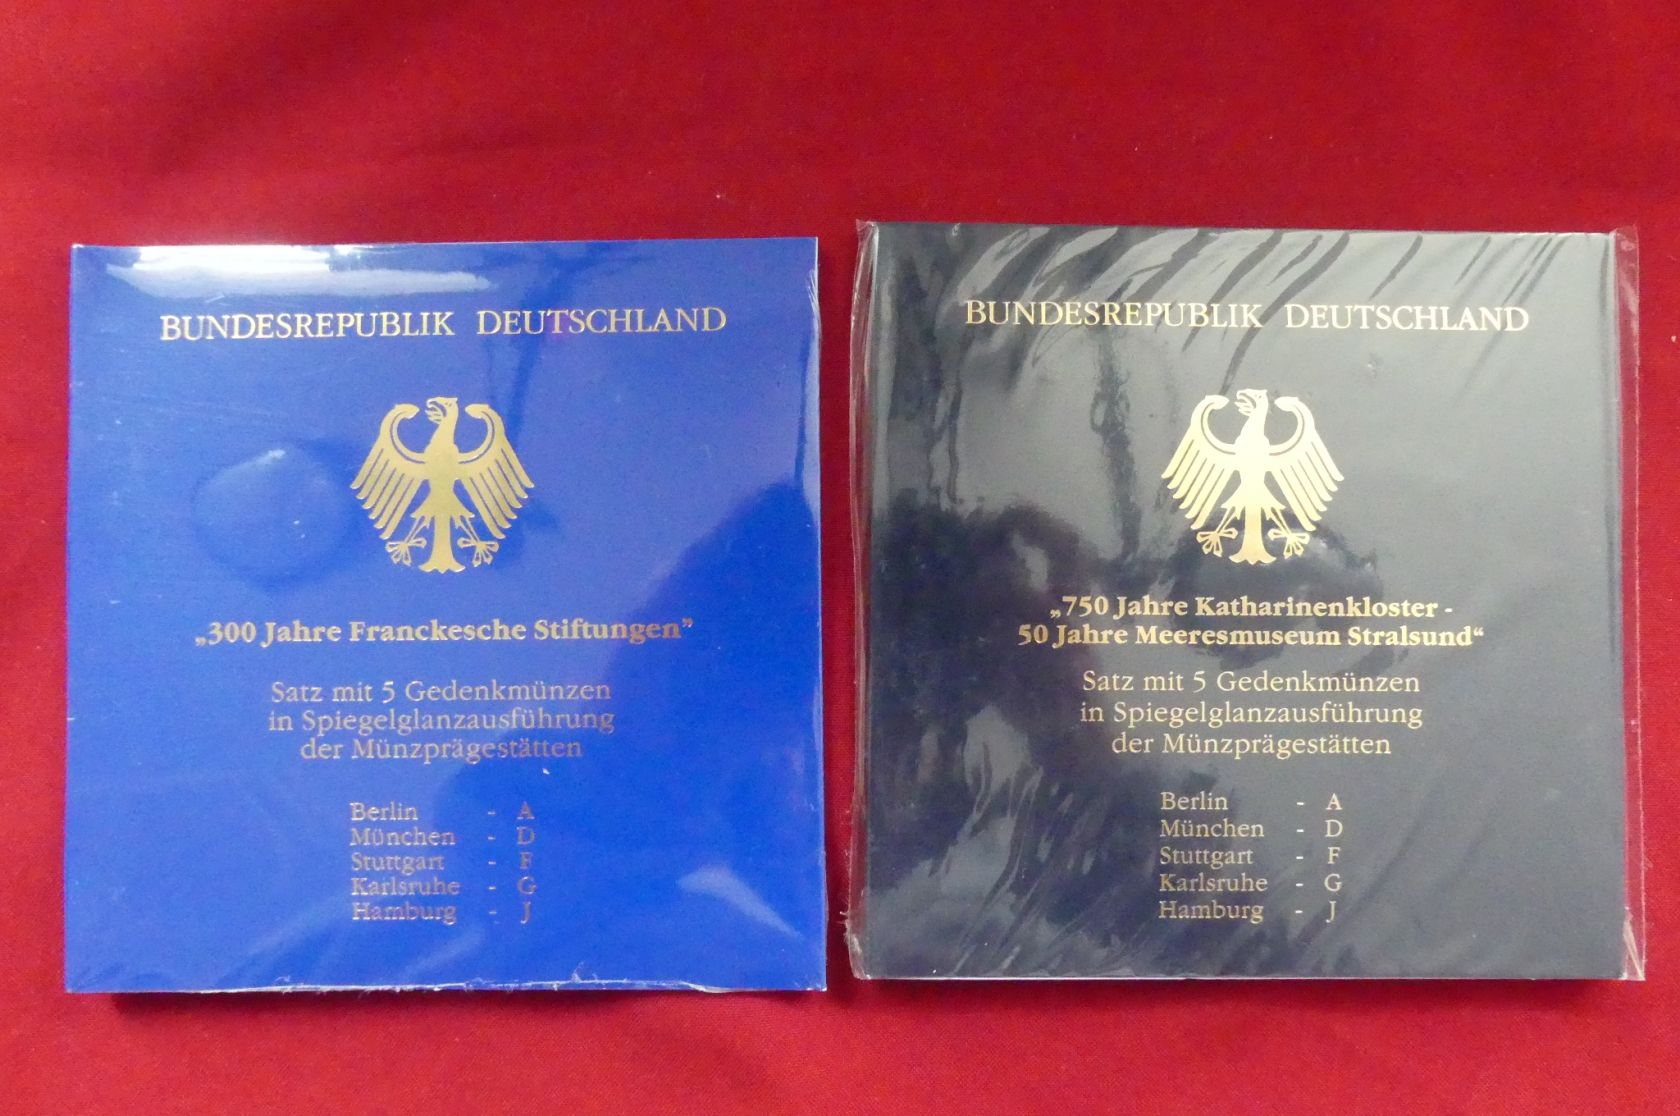 BUNDESREPUBLIK DEUTSCHLAND
„300 Jahre Franckesche Stiftungen”
Satz mit 5 Gedenkmünzen
in Spiegelglanzausführung
der Münzprägestätten
Berlin - A
München - D
Stuttgart - F
Karlsruhe - G
Hamburg - J
BUNDESREPUBLIK DEUTSCHLAND
„750 Jahre Katharinenkloster -
50 Jahre Meeresmuseum Stralsund“
Satz mit 5 Gedenkmünzen
in Spiegelglanzausführung
der Münzprägestätten
Berlin - A
München - D
Stuttgart - F
Karlsruhe - G
Hamburg - J